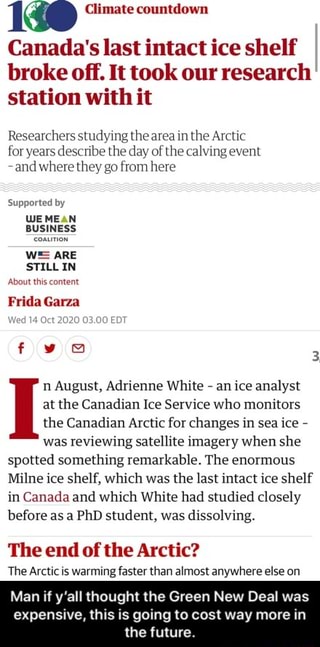 100 Climate countdown
Canada's last intact ice shelf
broke off. It took our research
station with it
Researchers studying the area in the Arctic
for years describe the day of the calving event
- and where they go from here
Supported by
WE MEAN
BUSINESS
COALITION
WE ARE
STILL IN
About this content
Frida Garza
Wed 14 Oct 2020 03.00 EDT
3
In August, Adrienne White - an ice analyst
at the Canadian Ice Service who monitors
the Canadian Arctic for changes in sea ice -
was reviewing satellite imagery when she
spotted something remarkable. The enormous
Milne ice shelf, which was the last intact ice shelf
in Canada and which White had studied closely
before as a PhD student, was dissolving.
The end of the Arctic?
The Arctic is warming faster than almost anywhere else on
Man if y'all thought the Green New Deal was
expensive, this is going to cost way more in
the future.